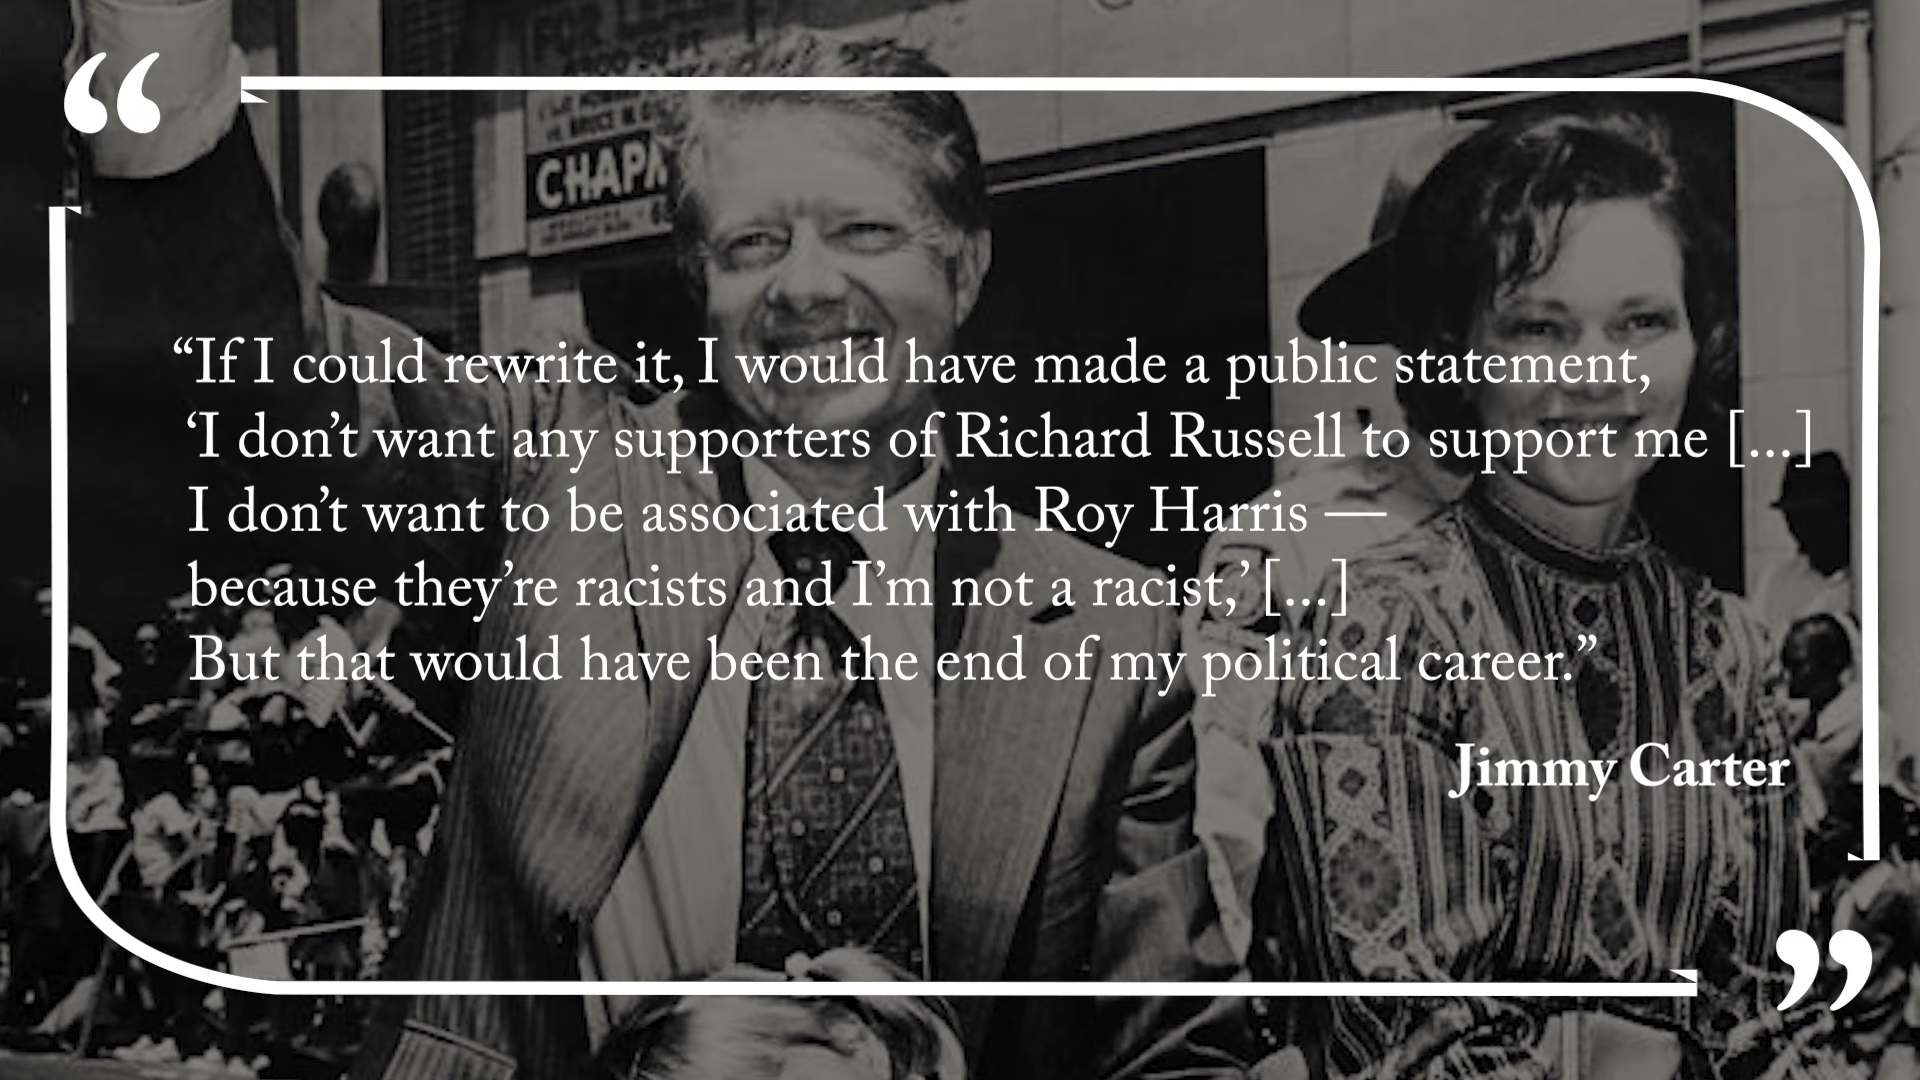 CHAPA
“If I could rewrite it, I would have made a public statement,
‘I don’t want any supporters of Richard Russell to support me [...]
I don’t want to be associated with Roy Harris —
because they’re racists and I’m not a racist,’ [...]
But that would have been the end of my political career.”
Jimmy Carter